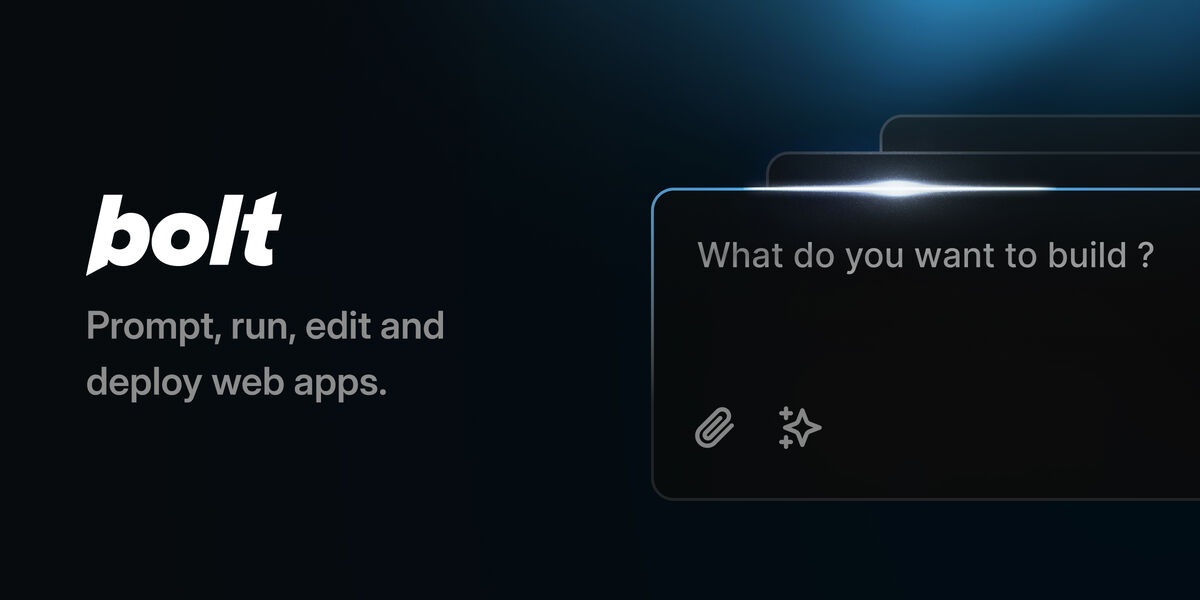 bolt
Prompt, run, edit and
deploy web apps.
What do you want to build ?